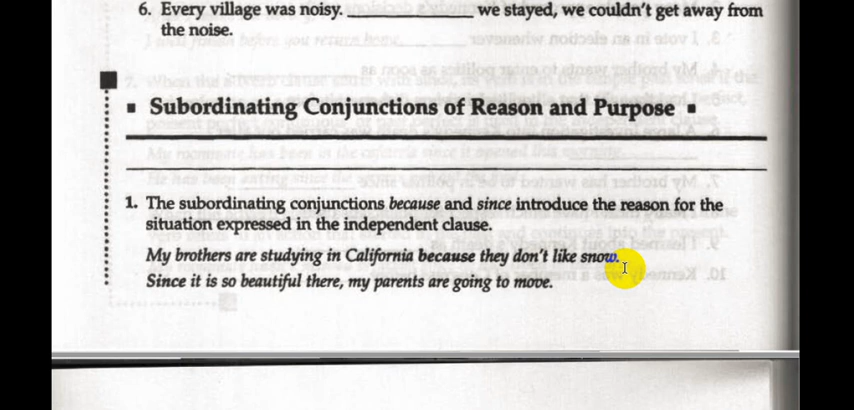 6. Every village was noisy. ____________ we stayed, we couldn't get away from
the noise.
▪ Subordinating Conjunctions of Reason and Purpose ▪
1. The subordinating conjunctions because and since introduce the reason for the
situation expressed in the independent clause.
My brothers are studying in California because they don't like snow.
Since it is so beautiful there, my parents are going to move.